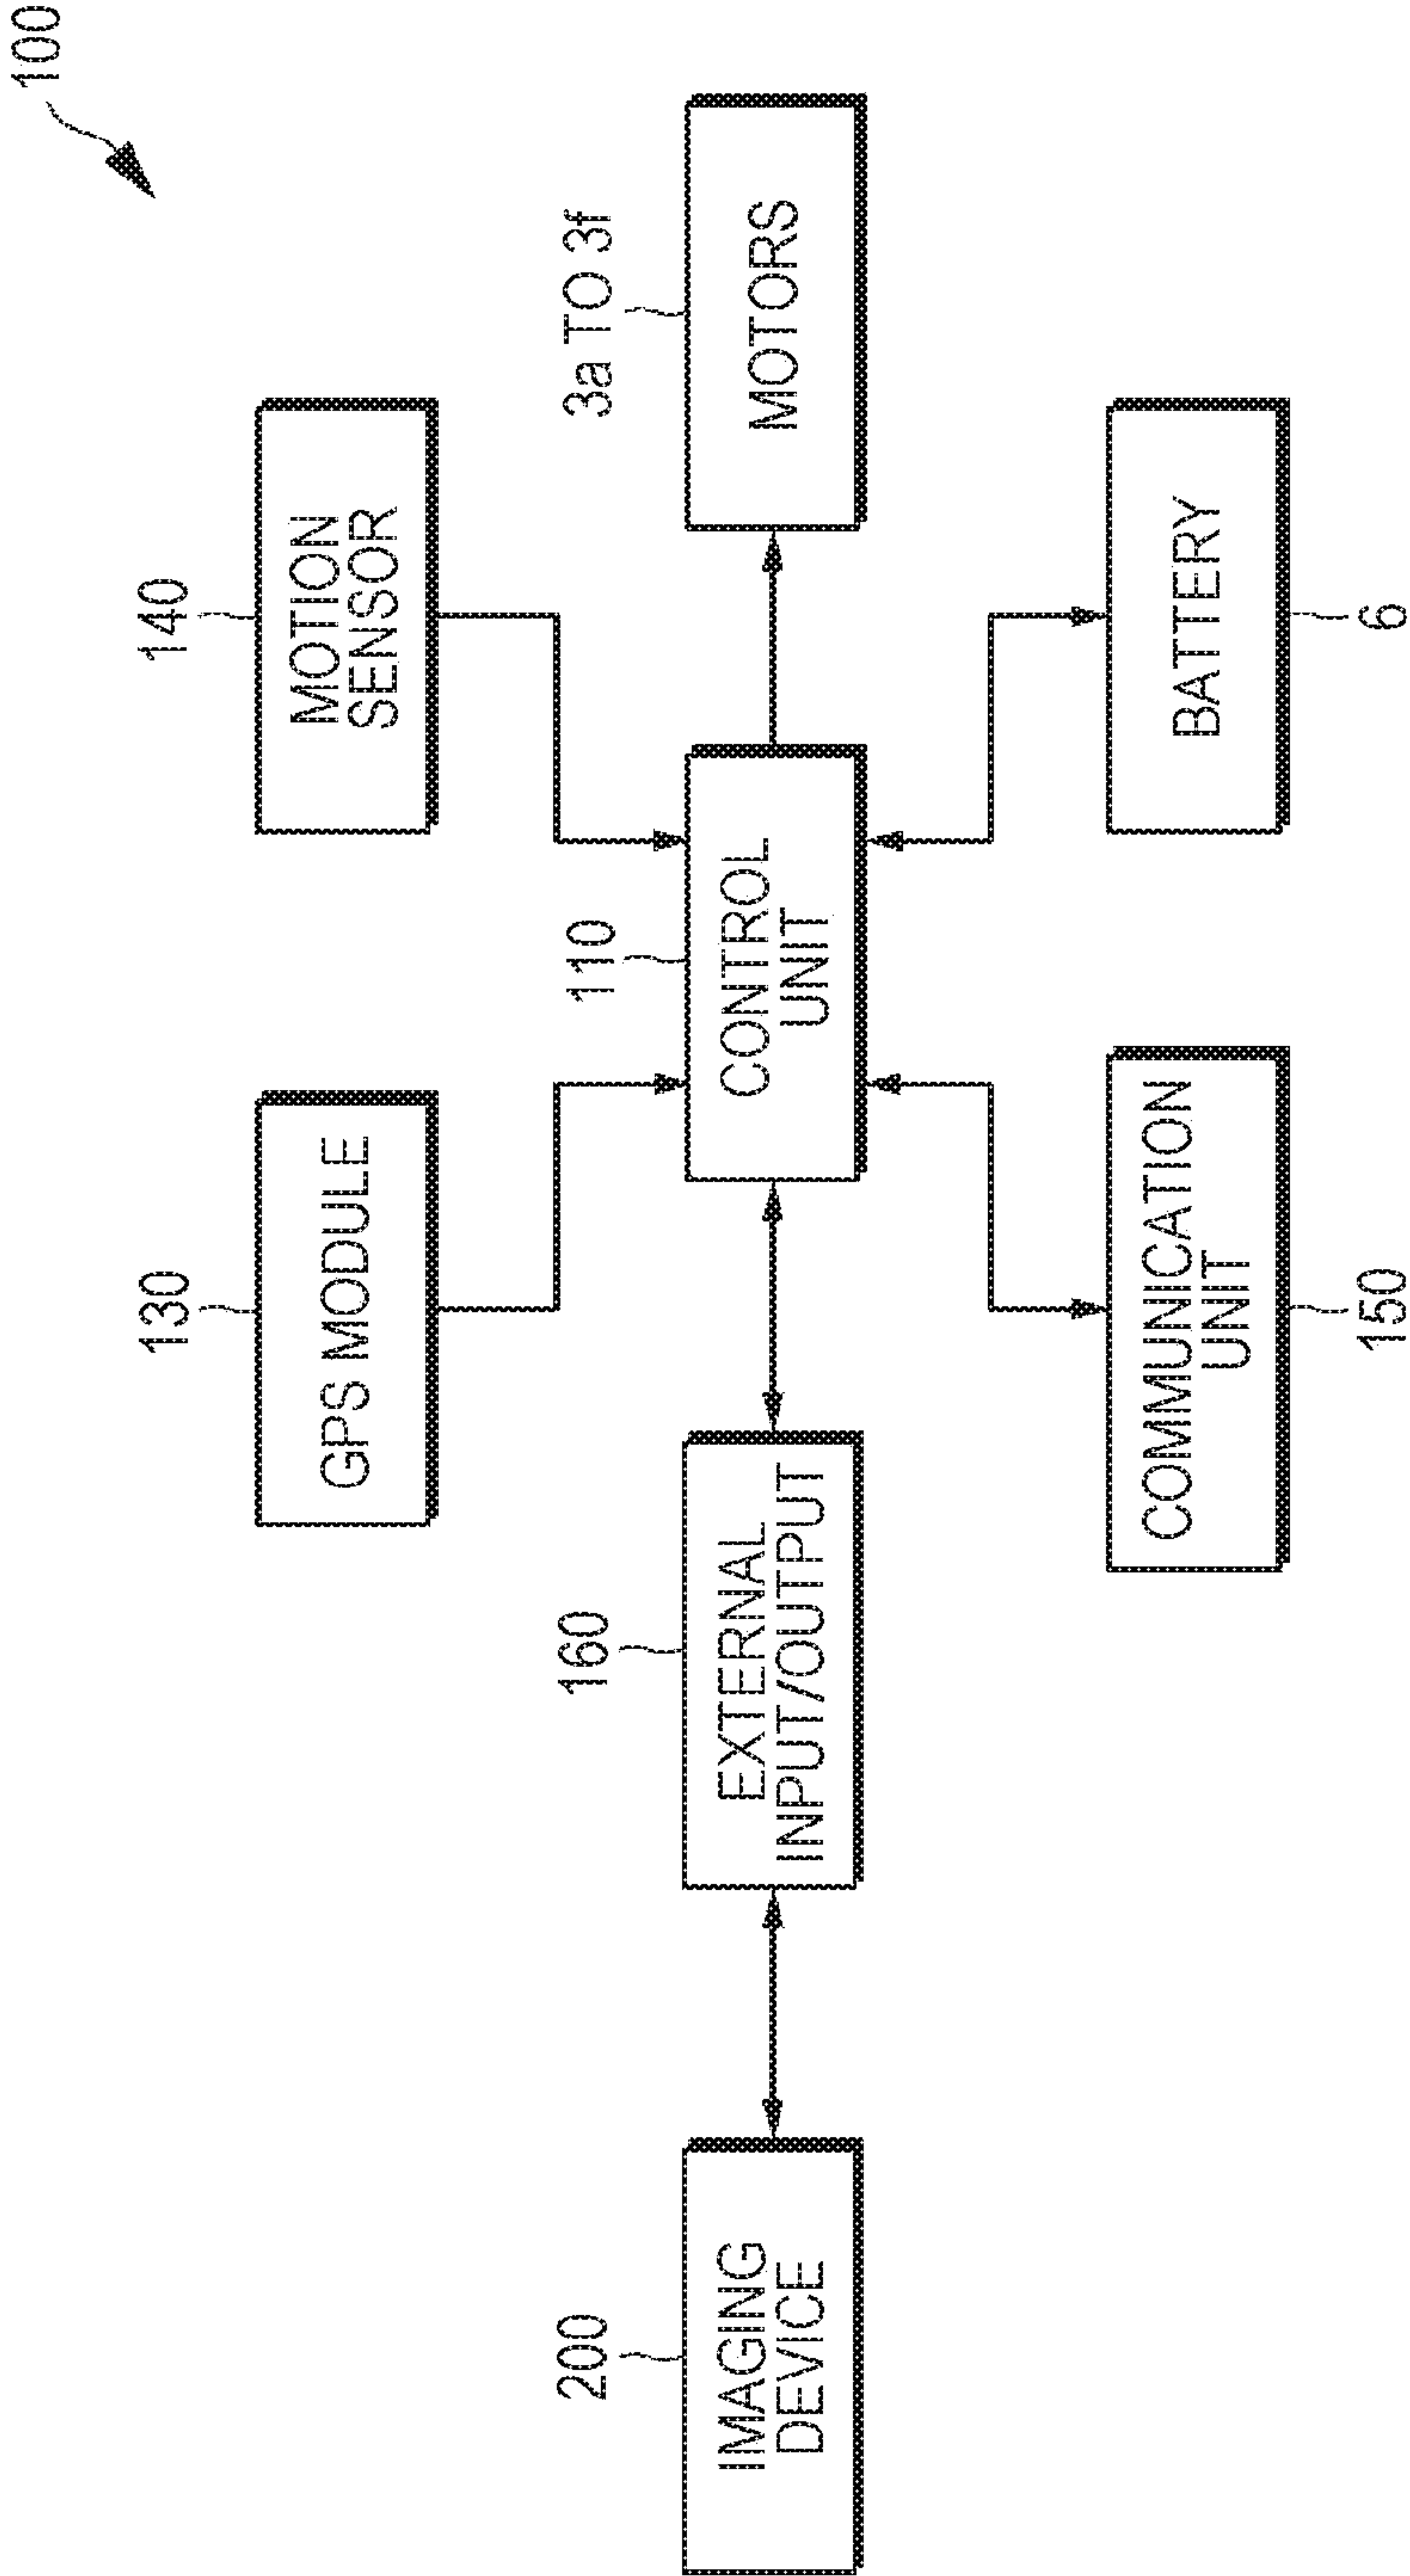 100
130
GPS MODULE
140
MOTION
SENSOR
200
IMAGING
DEVICE
160
EXTERNAL
INPUT/OUTPUT
110
CONTROL
UNIT
3a TO 3f
MOTORS
COMMUNICATION
UNIT
150
BATTERY
6